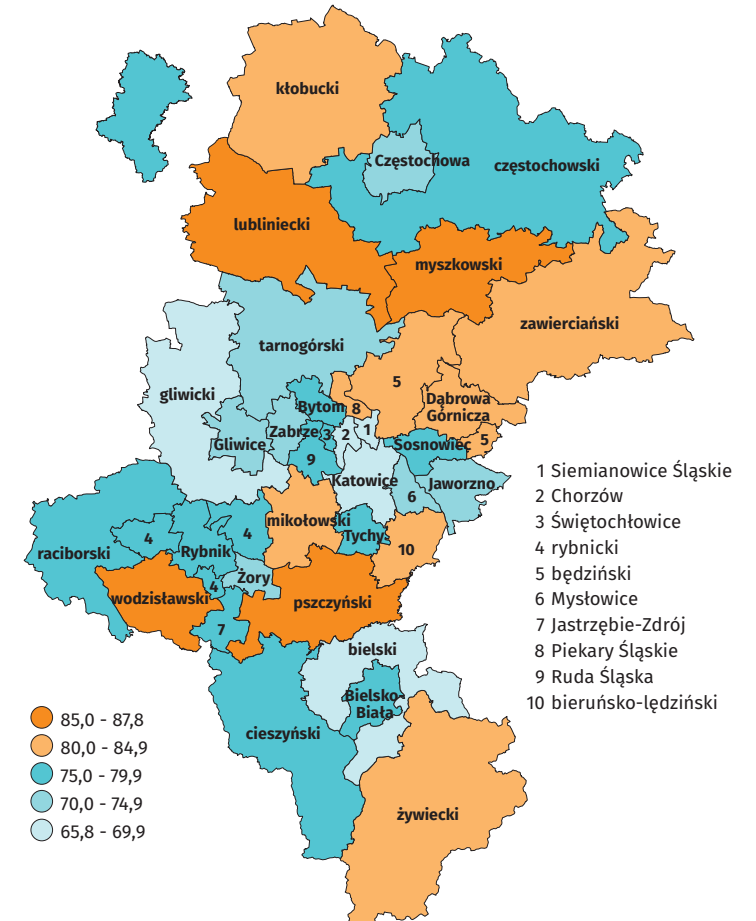 kłobucki
Częstochowa
częstochowski
lubliniecki
myszkowski
zawierciański
tarnogórski
gliwicki
5
Dąbrowa
Górnicza
Bytom
8
Zabrze
3
2
1
Gliwice
Sosnowiec
5
9
Katowice
6
Jaworzno
mikołowski
Tychy
10
raciborski
4
Rybnik
4
4
Żory
wodzisławski
pszczyński
7
bielski
Bielsko-
Biała
cieszyński
żywiecki
1 Siemianowice Śląskie
2 Chorzów
3 Świętochłowice
4 rybnicki
5 będziński
6 Mysłowice
7 Jastrzębie-Zdrój
8 Piekary Śląskie
9 Ruda Śląska
10 bieruńsko-lędziński
85,0 - 87,8
80,0 - 84,9
75,0 - 79,9
70,0 - 74,9
65,8 - 69,9